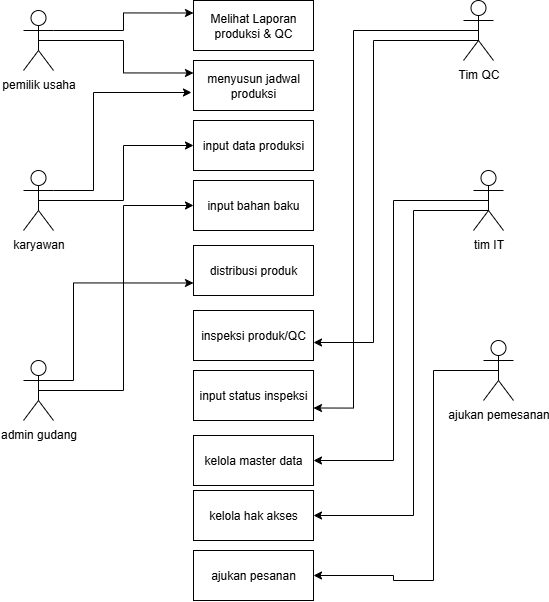 Melihat Laporan
produksi & QC
pemilik usaha
menyusun jadwal
produksi
Tim QC
input data produksi
karyawan
input bahan baku
tim IT
distribusi produk
inspeksi produk/QC
input status inspeksi
ajukan pemesanan
admin gudang
kelola master data
kelola hak akses
ajukan pesanan